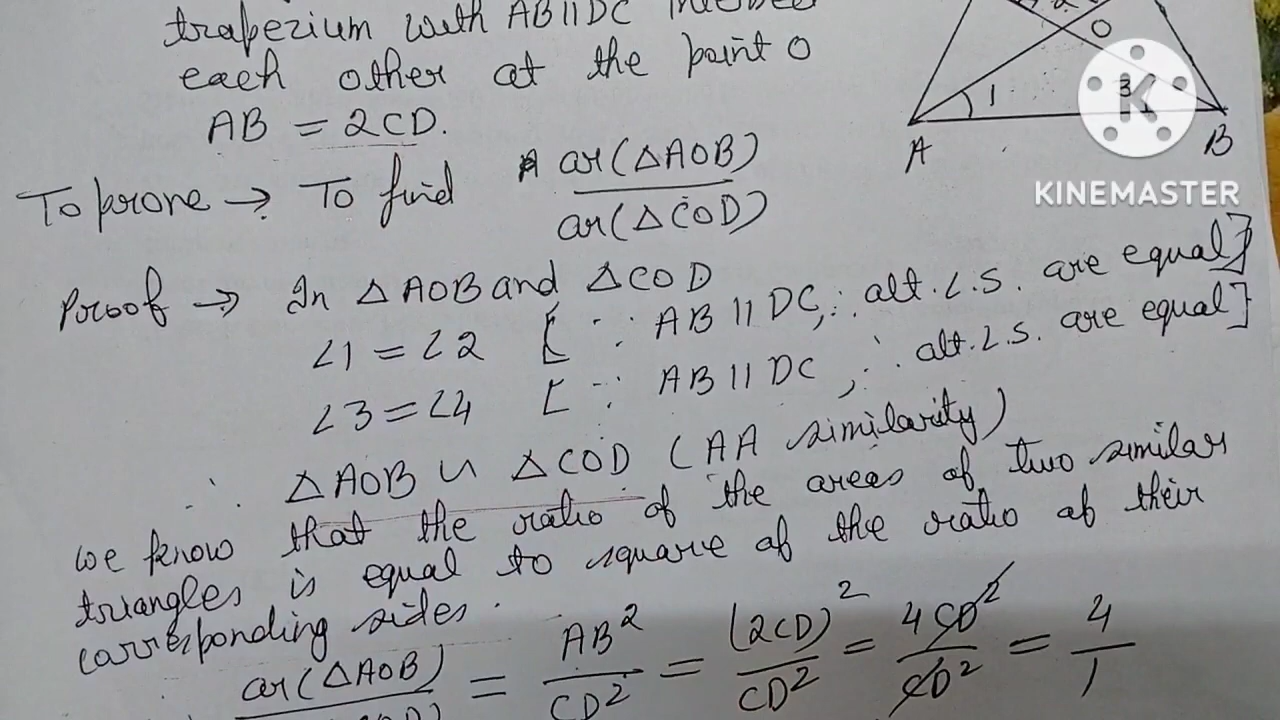 trapezium with AB || DC
each other at the point O
AB = 2CD.
To prove → To find ar(△AOB) / ar(△COD)
Proof → In △AOB and △COD
∠1 = ∠2 [ ∵ AB || DC, ∴ alt. ∠.S. are equal]
∠3 = ∠4 [ ∵ AB || DC, ∴ alt. ∠.S. are equal]
∴ △AOB ∽ △COD (AA similarity)
we know that the ratio of the areas of two similar
triangles is equal to square of the ratio of their
corresponding sides.
ar(△AOB) = AB² / CD² = (2CD)² / CD² = 4CD² / CD² = 4 / 1
O
1
3
A
B
K
KINEMASTER